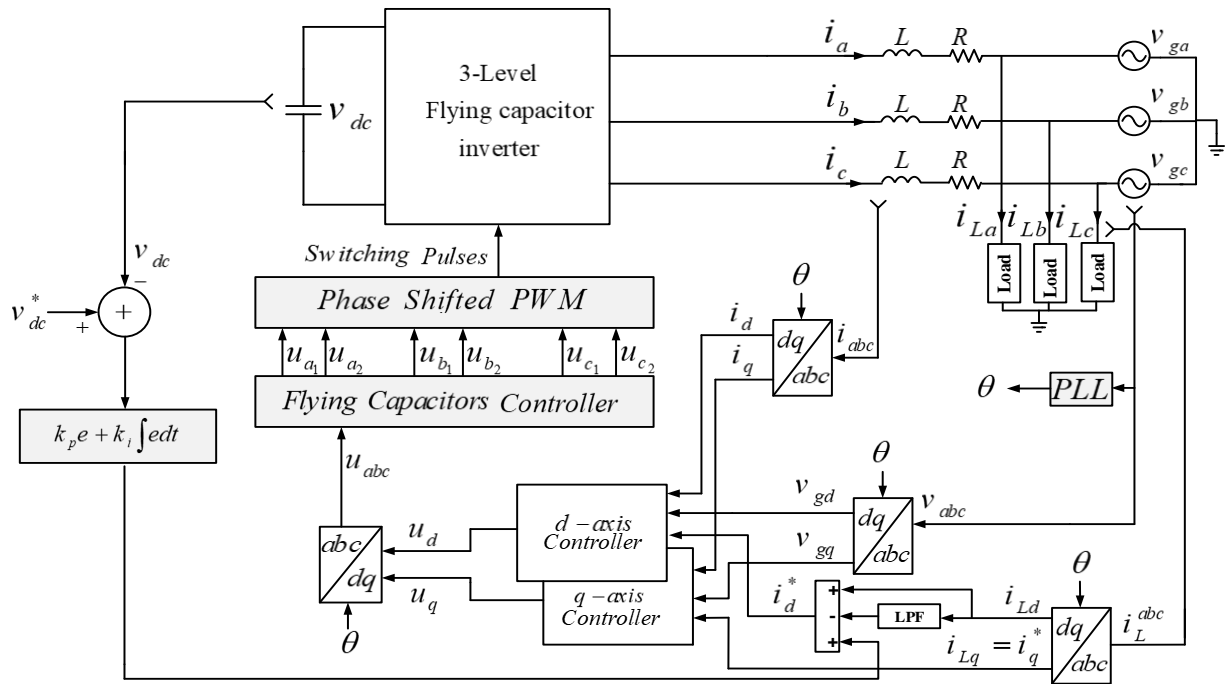 i_a L R v_ga
3-Level
Flying capacitor
inverter
v_dc
i_b L R v_gb
i_c L R v_gc
i_La i_Lb i_Lc
Load Load Load
v_dc
Switching Pulses
−
v*_dc + +
Phase Shifted PWM
θ
i_d
i_q
dq
abc
i_abc
u_a1 u_a2 u_b1 u_b2 u_c1 u_c2
Flying Capacitors Controller
θ PLL
k_p e + k_i ∫edt
u_abc
θ
v_gd
v_gq
dq
abc
v_abc
d-axis
Controller
q-axis
Controller
abc
dq
u_d
u_q
θ
i*_d
+
-
+
LPF
θ
i_Ld
i_Lq = i*_q
dq
abc
i_L^abc